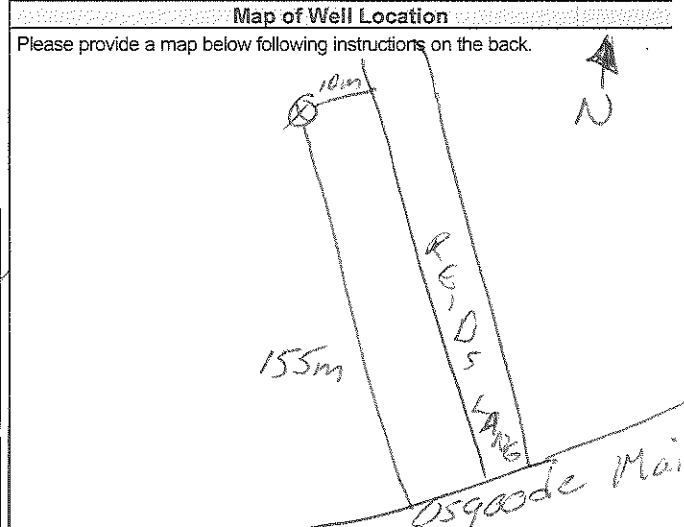 Map of Well Location
Please provide a map below following instructions on the back.
10m
N
REIDS LANE
155m
Osgoode Mai